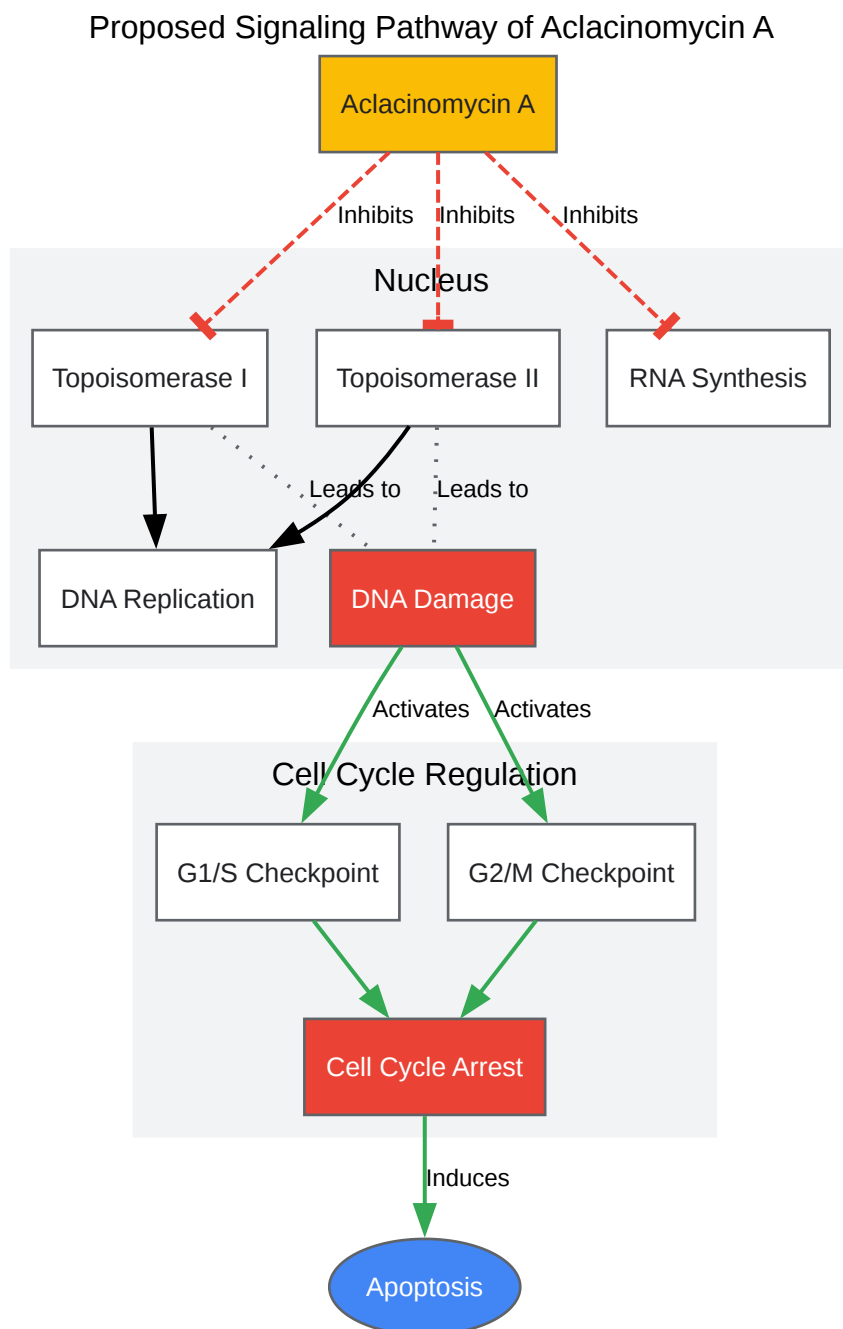 Proposed Signaling Pathway of Aclacinomycin A
Aclacinomycin A
Inhibits
Inhibits
Inhibits
Nucleus
Topoisomerase I
Topoisomerase II
RNA Synthesis
Leads to
Leads to
DNA Replication
DNA Damage
Activates
Activates
Cell Cycle Regulation
G1/S Checkpoint
G2/M Checkpoint
Cell Cycle Arrest
Induces
Apoptosis